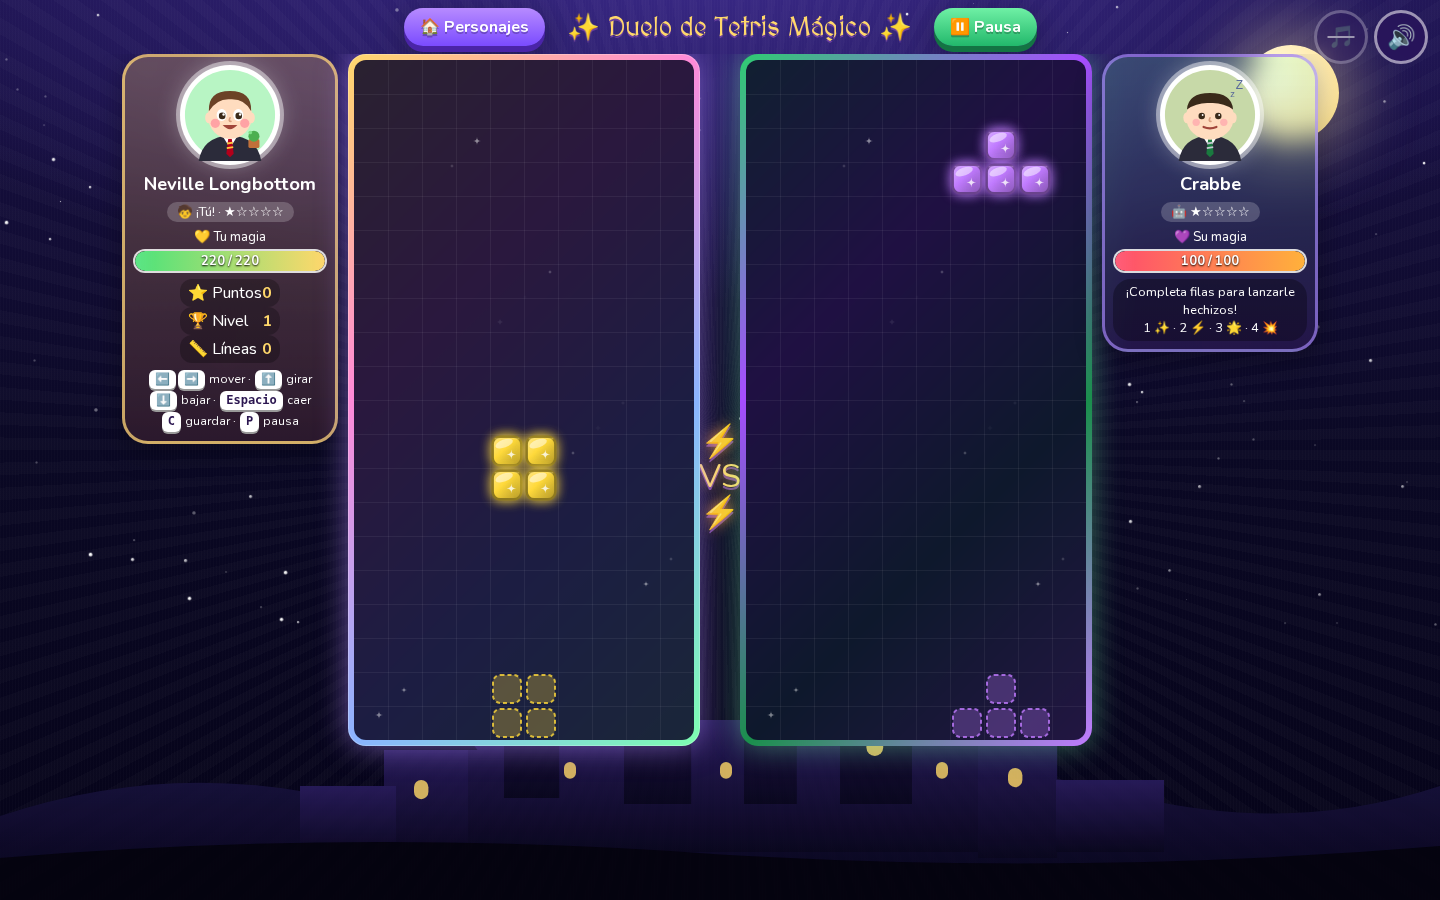 🏠 Personajes
✨ Duelo de Tetris Mágico ✨
⏸️ Pausa
Neville Longbottom
🧒 ¡Tú! · ★☆☆☆☆
💛 Tu magia
220 / 220
⭐ Puntos 0
🏆 Nivel 1
📏 Líneas 0
⬅️ ➡️ mover · ⬆️ girar
⬇️ bajar · Espacio caer
C guardar · P pausa
⚡
VS
⚡
z Z
Crabbe
🤖 ★☆☆☆☆
💜 Su magia
100 / 100
¡Completa filas para lanzarle
hechizos!
1 ✨ · 2 ⚡ · 3 🌟 · 4 💥